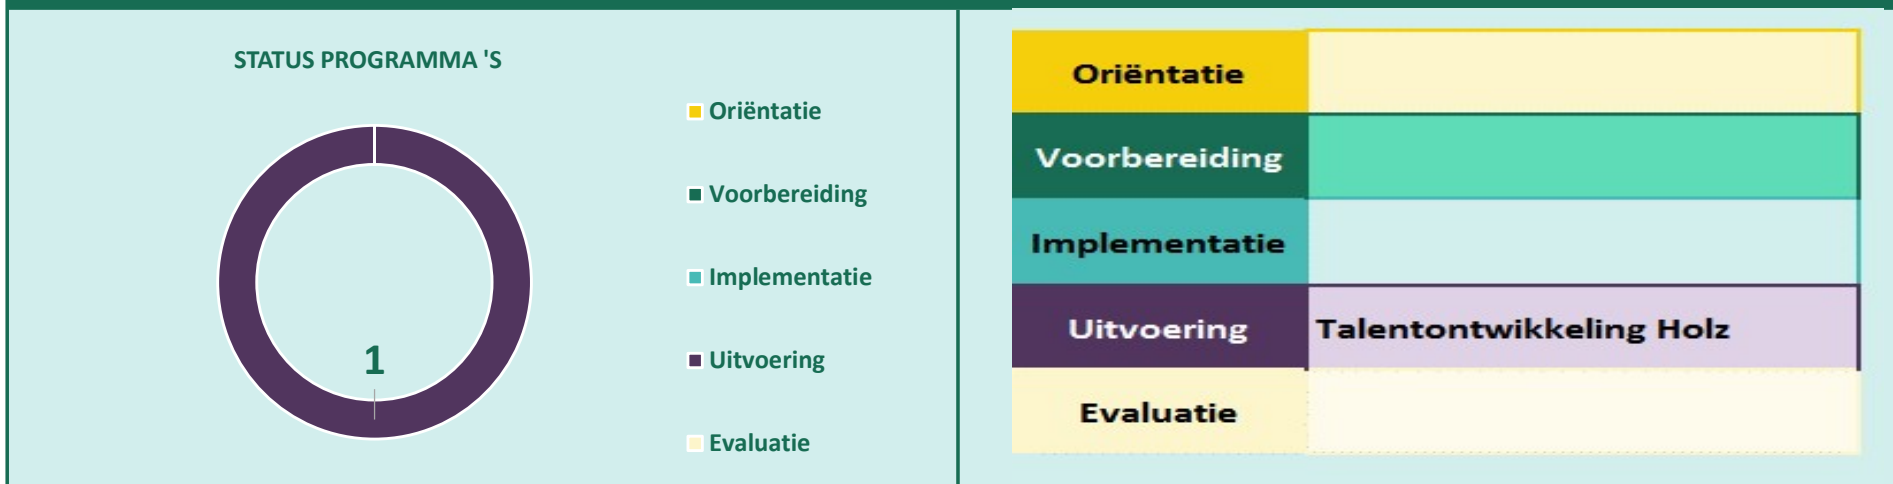 STATUS PROGRAMMA 'S
Oriëntatie
Voorbereiding
Implementatie
Uitvoering
Evaluatie
1
Oriëntatie
Voorbereiding
Implementatie
Uitvoering Talentontwikkeling Holz
Evaluatie